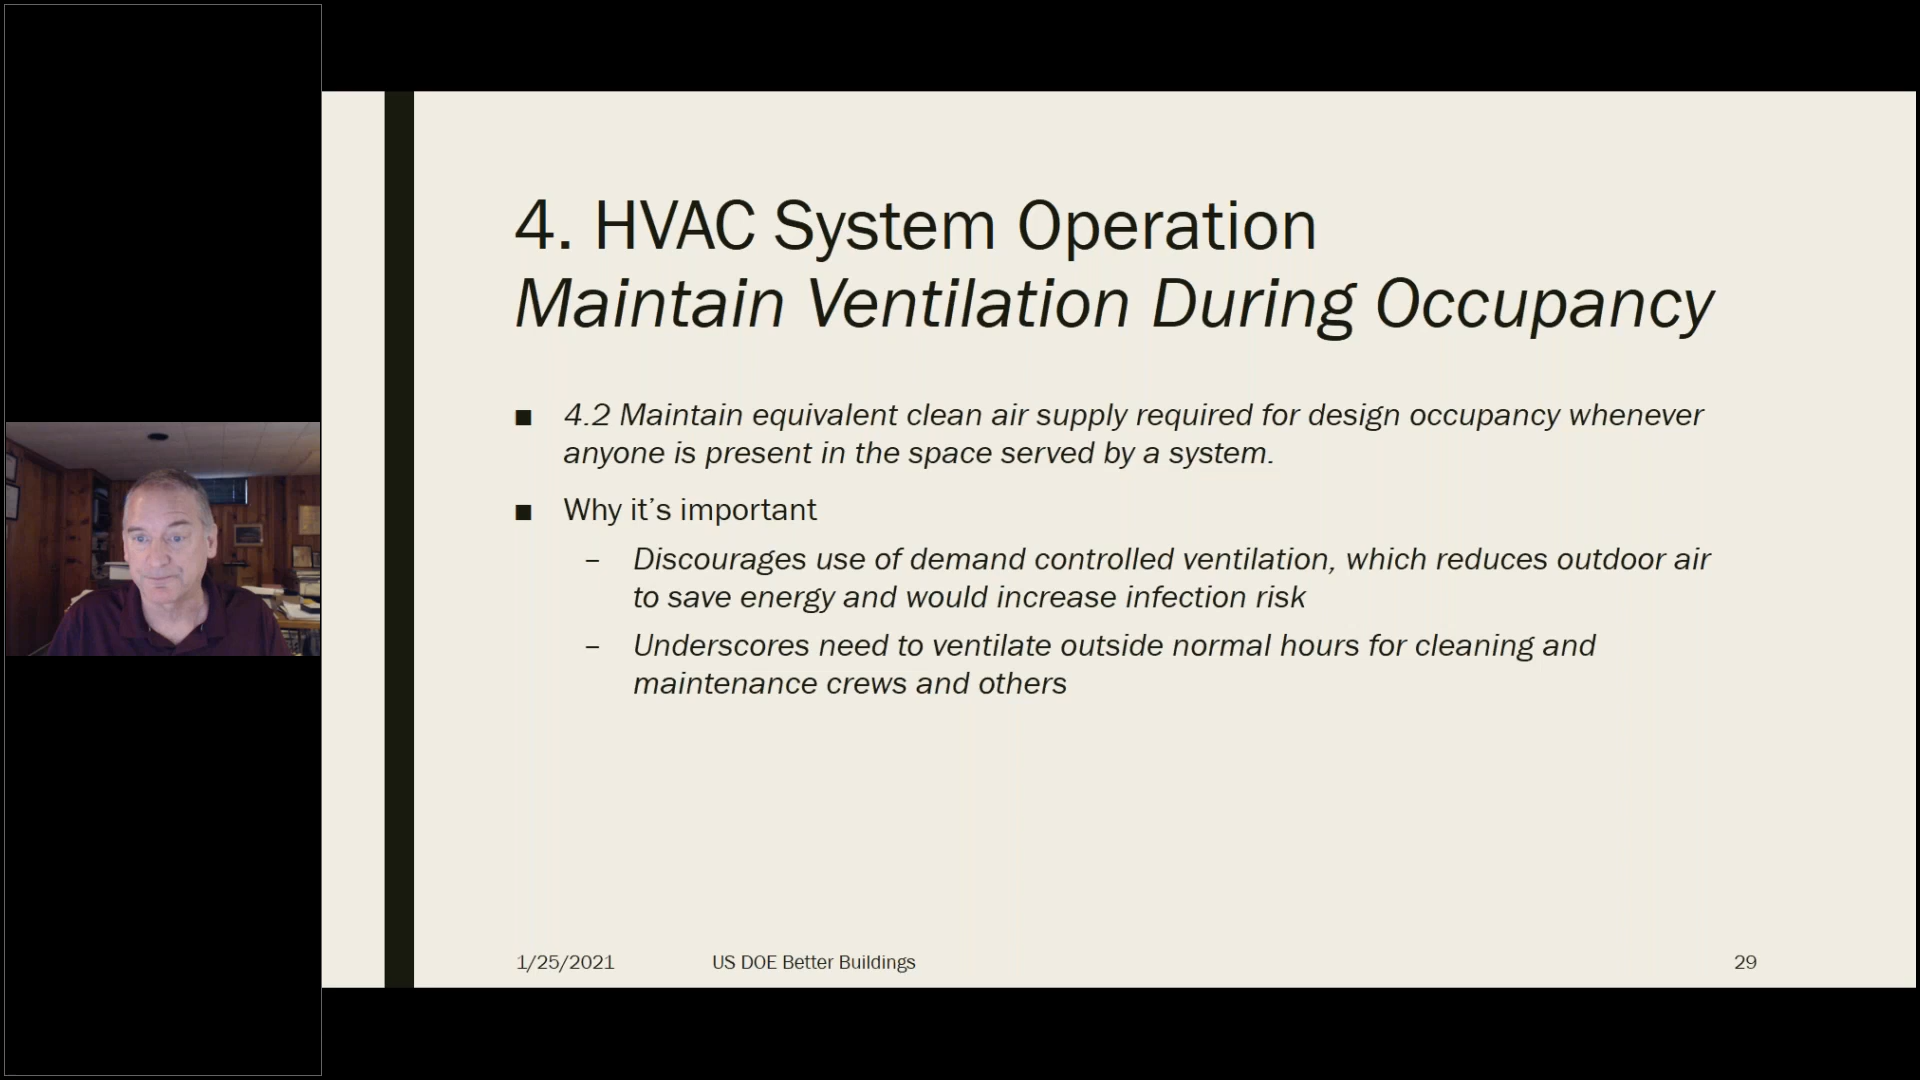 4. HVAC System Operation
Maintain Ventilation During Occupancy
■ 4.2 Maintain equivalent clean air supply required for design occupancy whenever
anyone is present in the space served by a system.
■ Why it’s important
– Discourages use of demand controlled ventilation, which reduces outdoor air
to save energy and would increase infection risk
– Underscores need to ventilate outside normal hours for cleaning and
maintenance crews and others
1/25/2021 US DOE Better Buildings 29